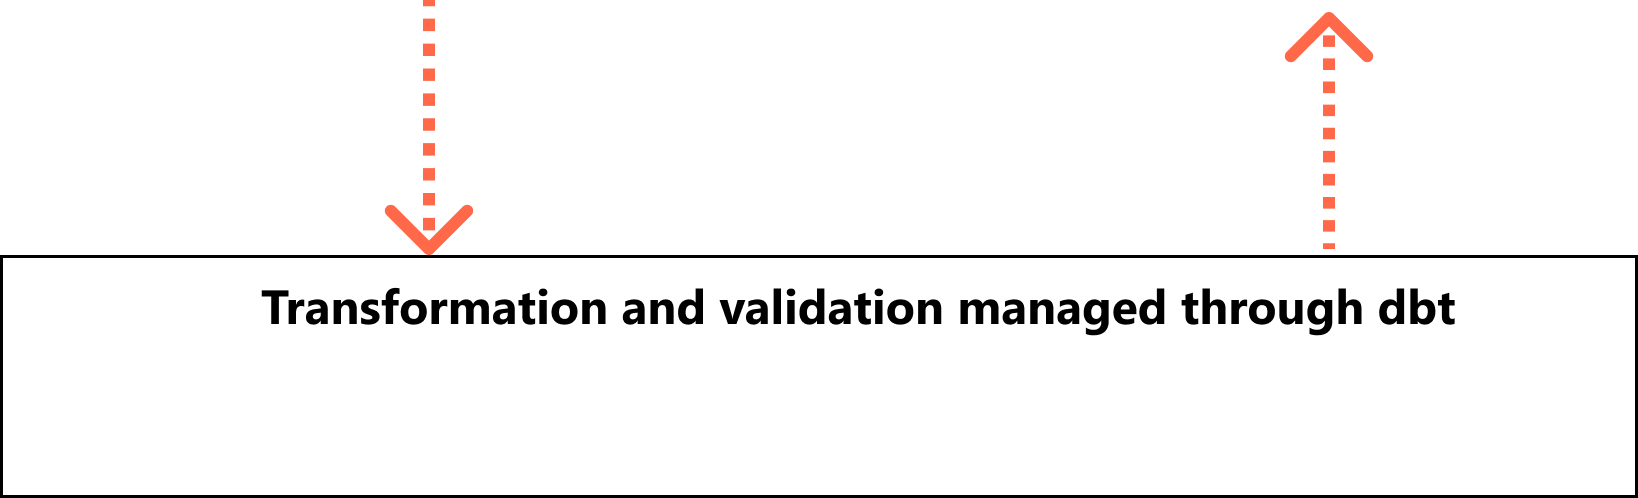 Transformation and validation managed through dbt